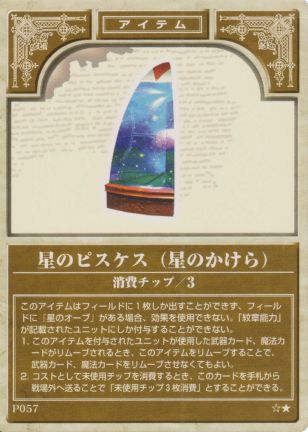 アイテム
星のピスケス（星のかけら）
消費チップ／3
このアイテムはフィールドに1枚しか出すことができず、フィール
ドに「星のオーブ」がある場合、効果を使用できない。「紋章能力」
が記載されたユニットにしか付与することができない。
1. このアイテムを付与されたユニットが使用した武器カード、魔法カ
ードがリムーブされるとき、このアイテムをリムーブすることで、
武器カード、魔法カードをリムーブさせなくてもよい。
2. コストとして未使用チップを消費するとき、このカードを手札から
戦場外へ送ることで「未使用チップ3枚消費」とすることができる。
P057
☆★